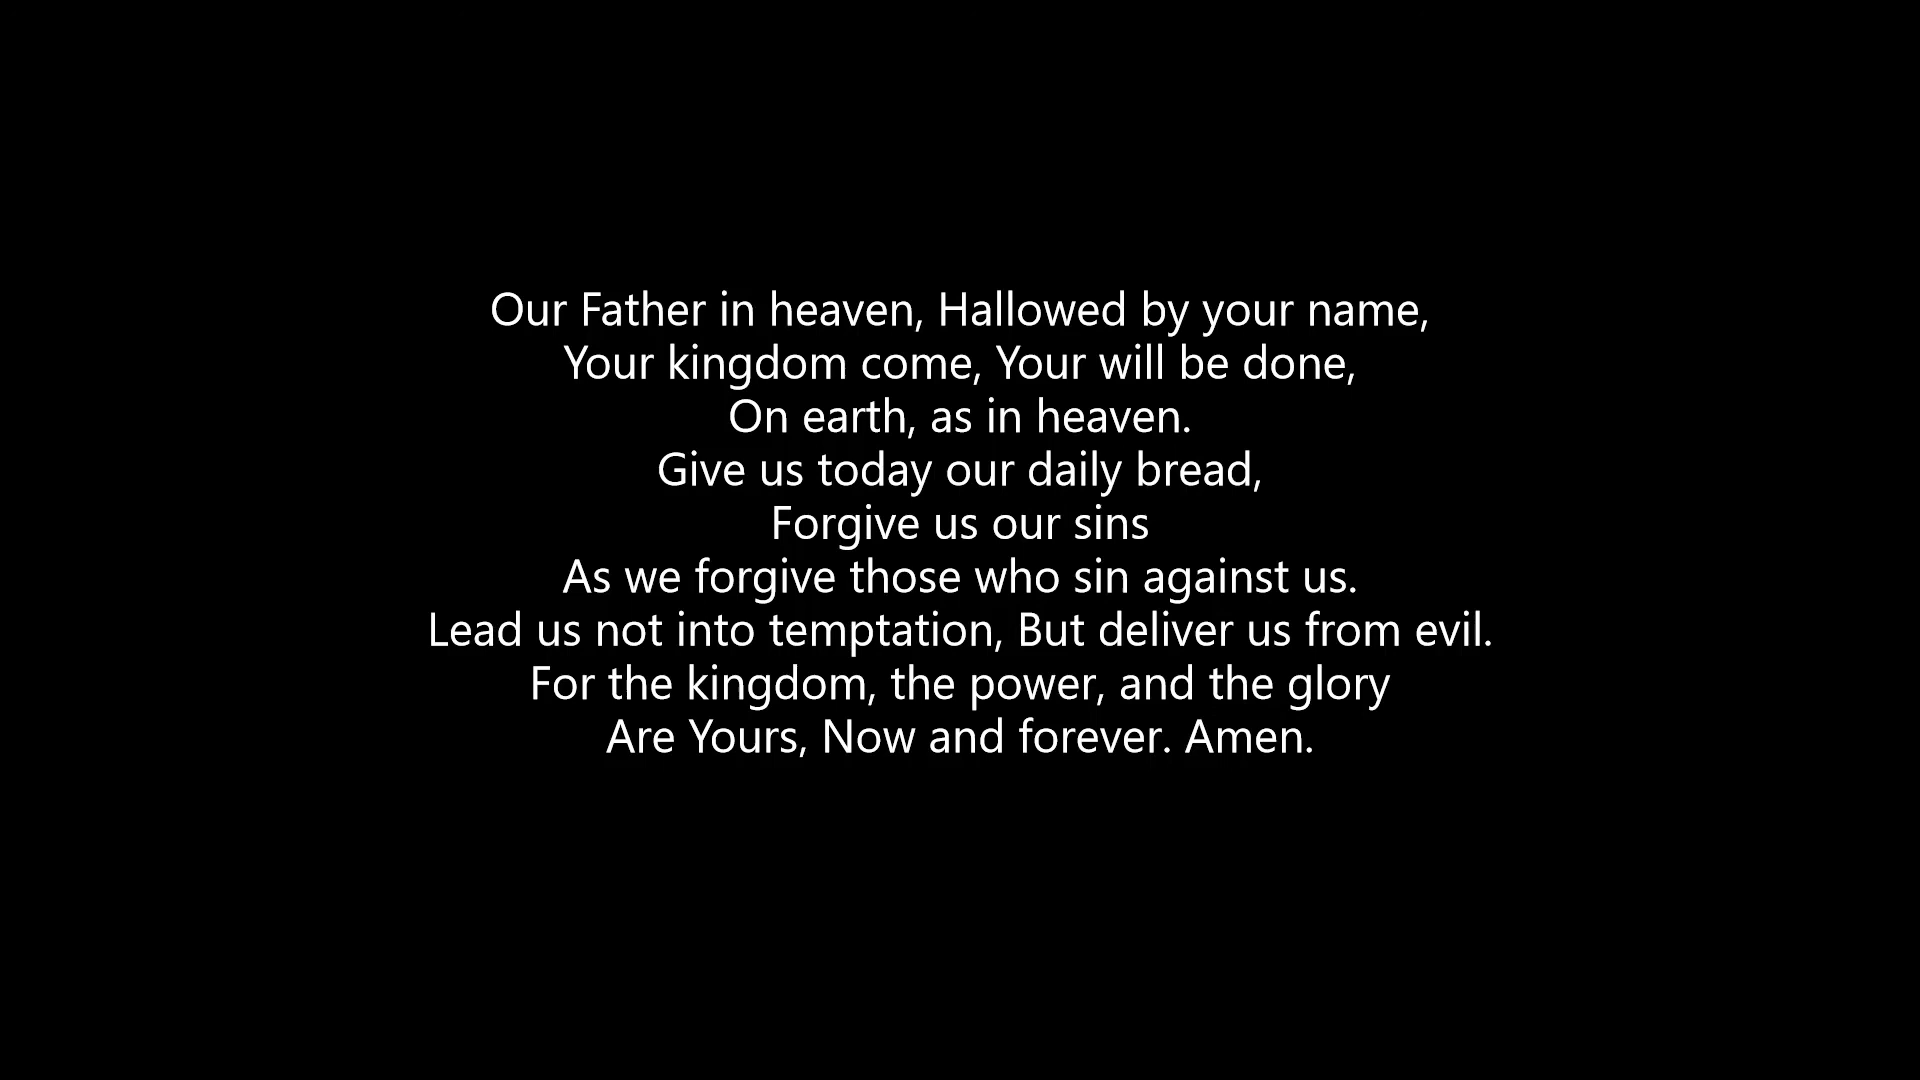 Our Father in heaven, Hallowed by your name,
Your kingdom come, Your will be done,
On earth, as in heaven.
Give us today our daily bread,
Forgive us our sins
As we forgive those who sin against us.
Lead us not into temptation, But deliver us from evil.
For the kingdom, the power, and the glory
Are Yours, Now and forever. Amen.